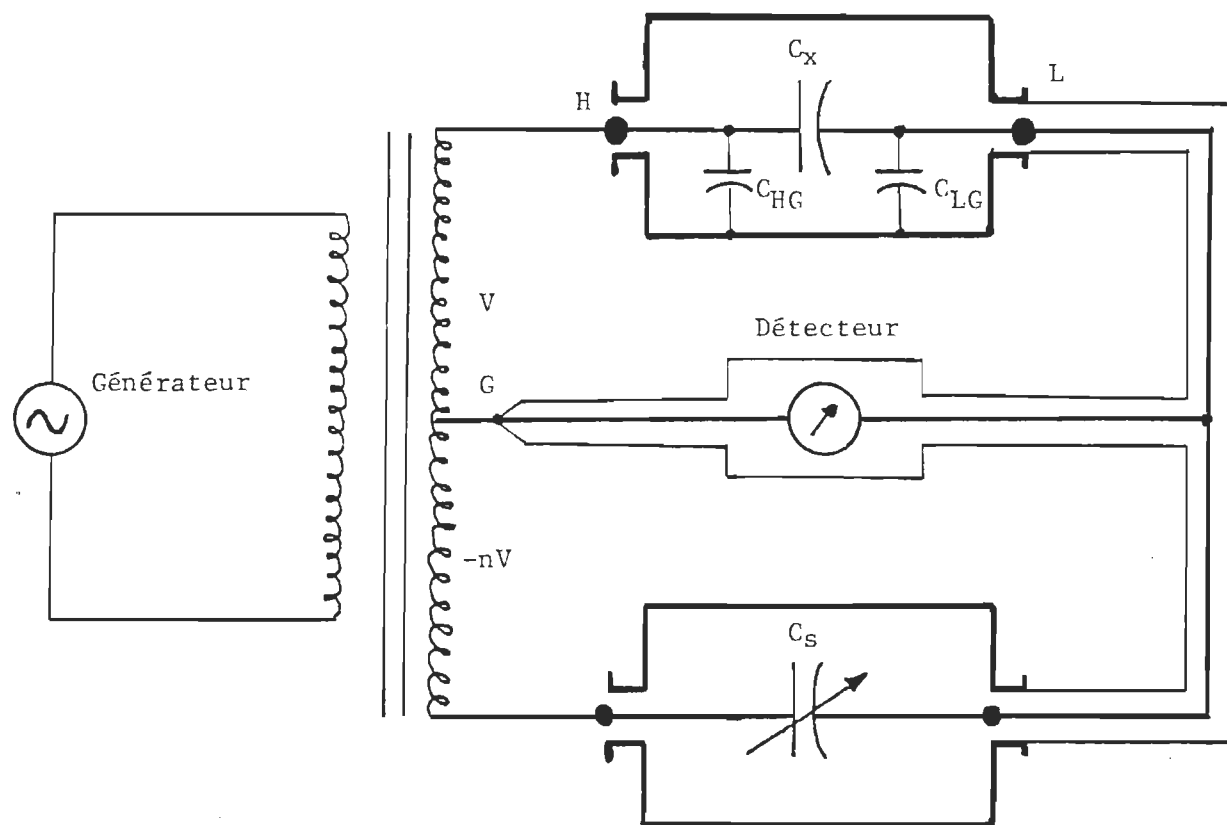 C_x
H
L
C_HG
C_LG
V
Détecteur
Générateur
G
-nV
C_s